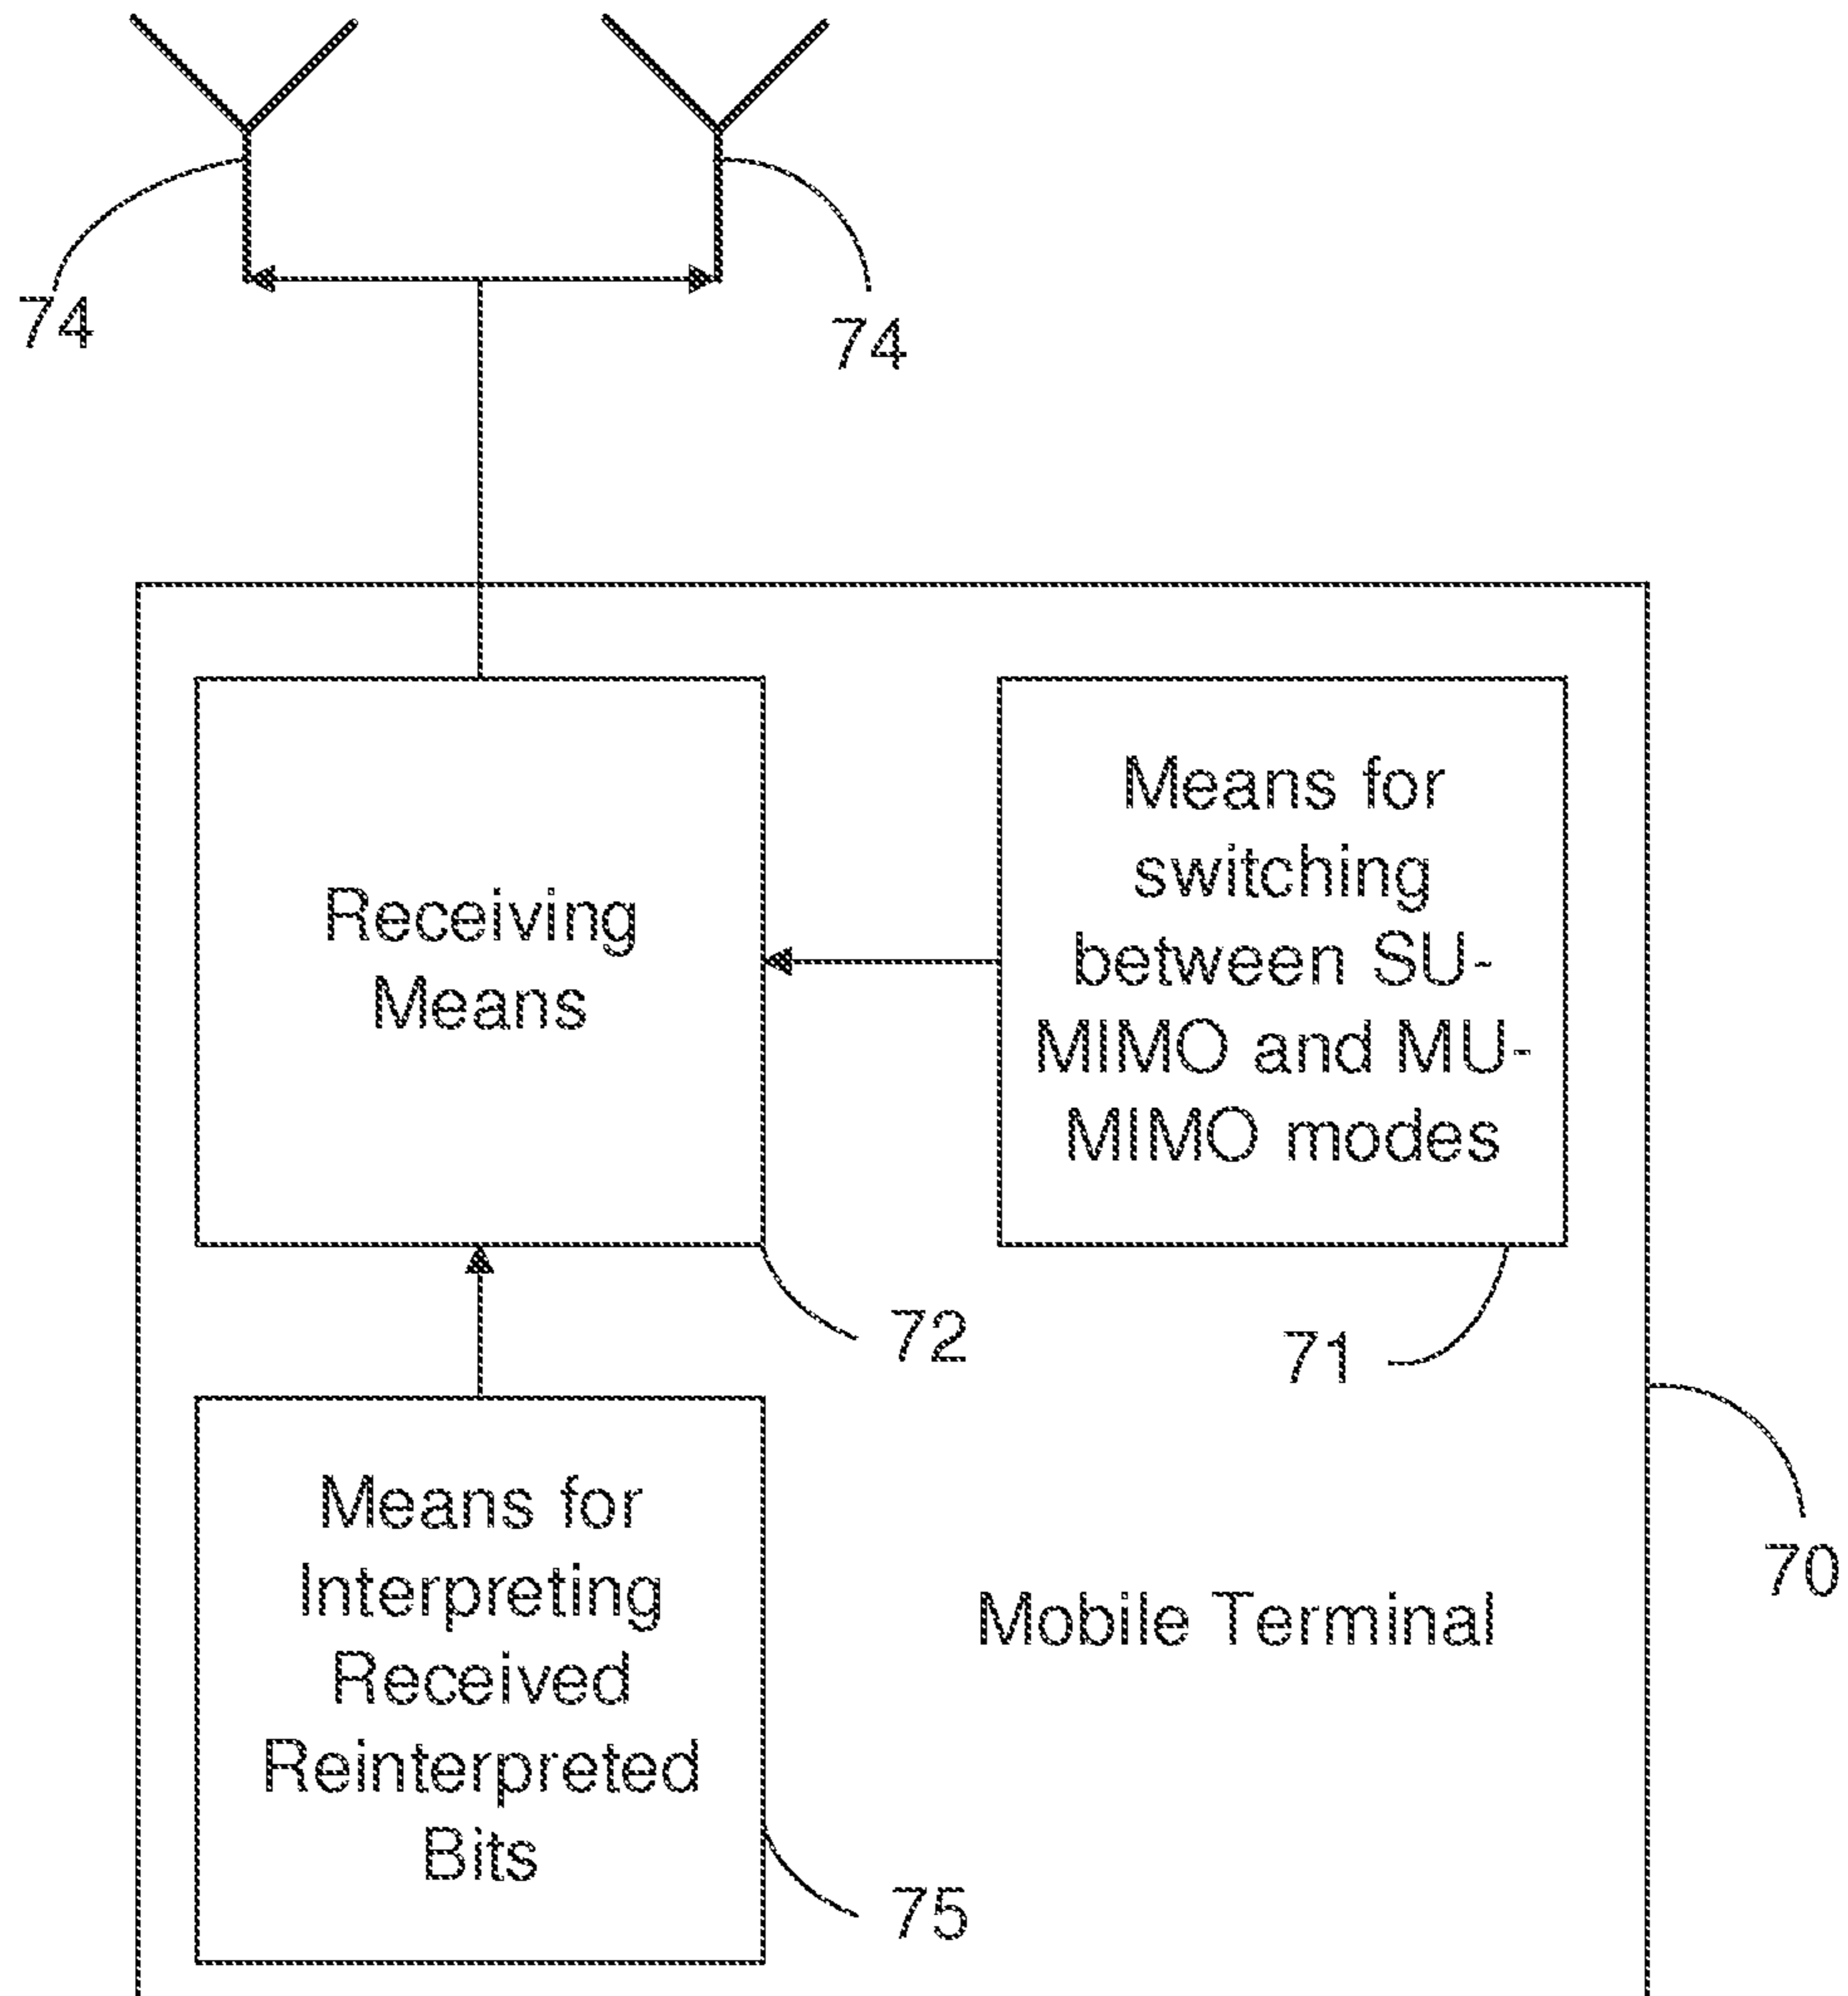 74
74
Receiving
Means
Means for
switching
between SU-
MIMO and MU-
MIMO modes
72
71
Means for
Interpreting
Received
Reinterpreted
Bits
75
Mobile Terminal
70